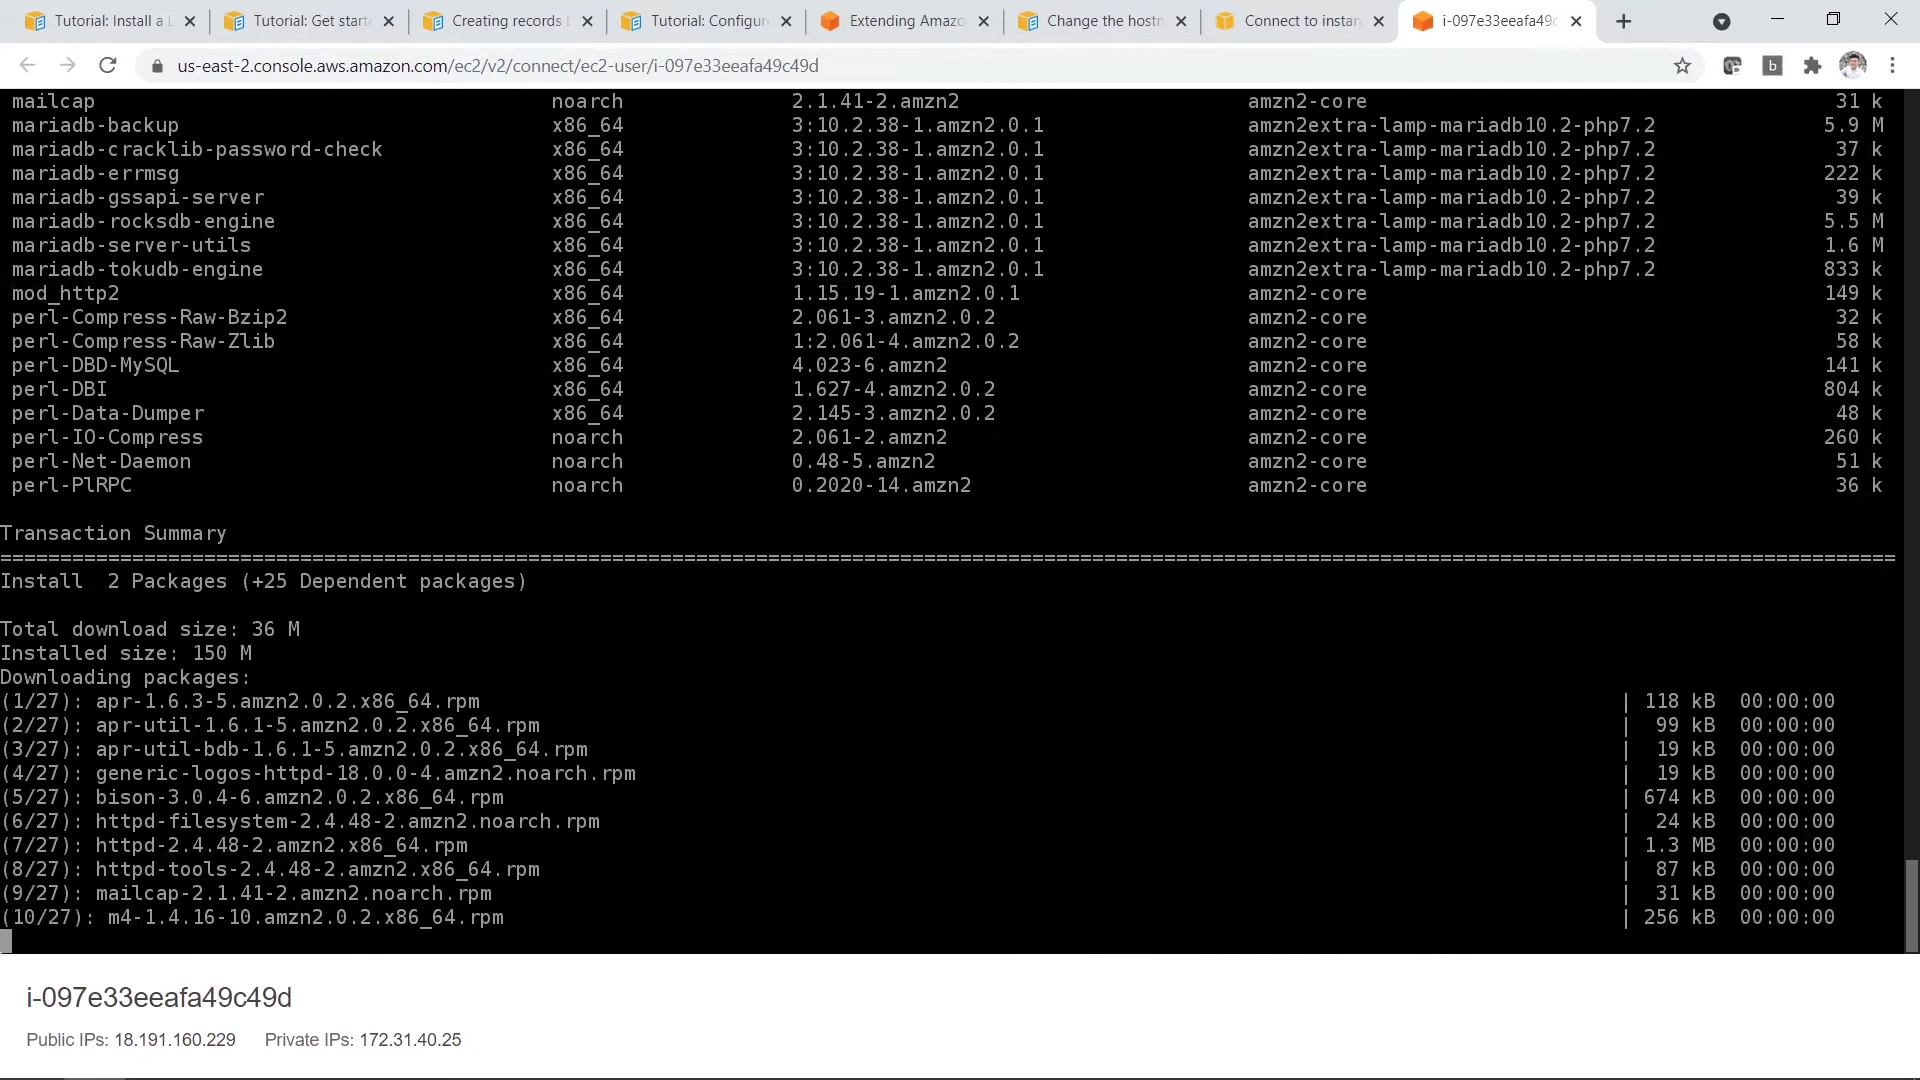 Tutorial: Install a L
Tutorial: Get starte
Creating records b
Tutorial: Configure
Extending Amazo
Change the hostn
Connect to instan
i-097e33eeafa49c
us-east-2.console.aws.amazon.com/ec2/v2/connect/ec2-user/i-097e33eeafa49c49d
b
mailcap noarch 2.1.41-2.amzn2 amzn2-core 31 k
mariadb-backup x86_64 3:10.2.38-1.amzn2.0.1 amzn2extra-lamp-mariadb10.2-php7.2 5.9 M
mariadb-cracklib-password-check x86_64 3:10.2.38-1.amzn2.0.1 amzn2extra-lamp-mariadb10.2-php7.2 37 k
mariadb-errmsg x86_64 3:10.2.38-1.amzn2.0.1 amzn2extra-lamp-mariadb10.2-php7.2 222 k
mariadb-gssapi-server x86_64 3:10.2.38-1.amzn2.0.1 amzn2extra-lamp-mariadb10.2-php7.2 39 k
mariadb-rocksdb-engine x86_64 3:10.2.38-1.amzn2.0.1 amzn2extra-lamp-mariadb10.2-php7.2 5.5 M
mariadb-server-utils x86_64 3:10.2.38-1.amzn2.0.1 amzn2extra-lamp-mariadb10.2-php7.2 1.6 M
mariadb-tokudb-engine x86_64 3:10.2.38-1.amzn2.0.1 amzn2extra-lamp-mariadb10.2-php7.2 833 k
mod_http2 x86_64 1.15.19-1.amzn2.0.1 amzn2-core 149 k
perl-Compress-Raw-Bzip2 x86_64 2.061-3.amzn2.0.2 amzn2-core 32 k
perl-Compress-Raw-Zlib x86_64 1:2.061-4.amzn2.0.2 amzn2-core 58 k
perl-DBD-MySQL x86_64 4.023-6.amzn2 amzn2-core 141 k
perl-DBI x86_64 1.627-4.amzn2.0.2 amzn2-core 804 k
perl-Data-Dumper x86_64 2.145-3.amzn2.0.2 amzn2-core 48 k
perl-IO-Compress noarch 2.061-2.amzn2 amzn2-core 260 k
perl-Net-Daemon noarch 0.48-5.amzn2 amzn2-core 51 k
perl-PlRPC noarch 0.2020-14.amzn2 amzn2-core 36 k
Transaction Summary
================================================================================
Install 2 Packages (+25 Dependent packages)
Total download size: 36 M
Installed size: 150 M
Downloading packages:
(1/27): apr-1.6.3-5.amzn2.0.2.x86_64.rpm | 118 kB 00:00:00
(2/27): apr-util-1.6.1-5.amzn2.0.2.x86_64.rpm | 99 kB 00:00:00
(3/27): apr-util-bdb-1.6.1-5.amzn2.0.2.x86_64.rpm | 19 kB 00:00:00
(4/27): generic-logos-httpd-18.0.0-4.amzn2.noarch.rpm | 19 kB 00:00:00
(5/27): bison-3.0.4-6.amzn2.0.2.x86_64.rpm | 674 kB 00:00:00
(6/27): httpd-filesystem-2.4.48-2.amzn2.noarch.rpm | 24 kB 00:00:00
(7/27): httpd-2.4.48-2.amzn2.x86_64.rpm | 1.3 MB 00:00:00
(8/27): httpd-tools-2.4.48-2.amzn2.x86_64.rpm | 87 kB 00:00:00
(9/27): mailcap-2.1.41-2.amzn2.noarch.rpm | 31 kB 00:00:00
(10/27): m4-1.4.16-10.amzn2.0.2.x86_64.rpm | 256 kB 00:00:00
i-097e33eeafa49c49d
Public IPs: 18.191.160.229 Private IPs: 172.31.40.25